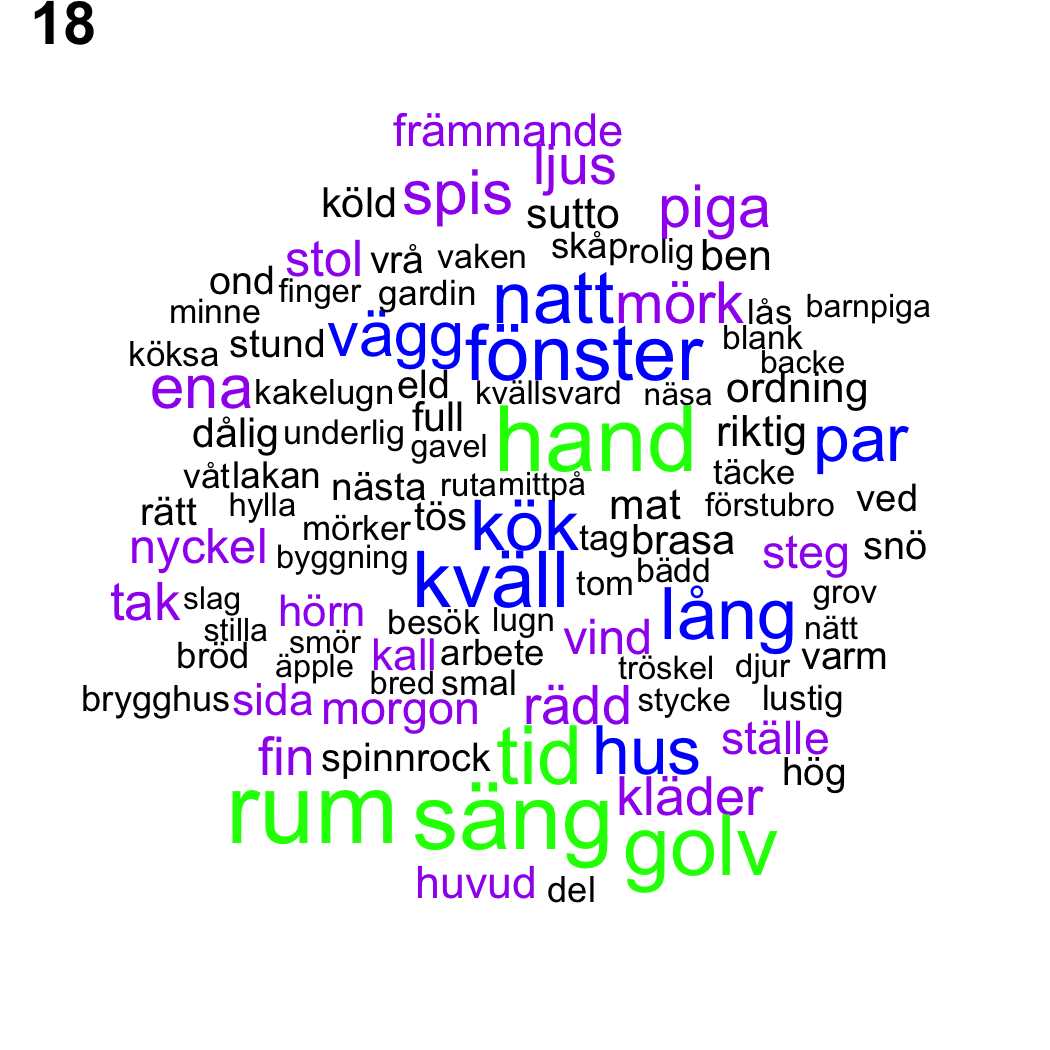 18
främmande
ljus
köld spis sutto piga
stol vrå vaken skåp rolig ben
ond finger gardin natt mörk lås barnpiga
minne
köksa stund vägg fönster blank
backe
ena kakelugn eld kvällsvard näsa ordning
dålig underlig full gavel hand riktig par
våt lakan nästa ruta mittpå täcke
rätt hylla mörker tös kök mat förstubro ved
nyckel byggning tag brasa steg snö
tak slag kväll tom bädd lång grov
stilla hörn besök lugn vind nätt
bröd smör äpple kall arbete tröskel djur varm
brygghus sida bred smal morgon rädd stycke lustig
fin spinnrock tid hus ställe
hög
rum säng kläder golv
huvud del